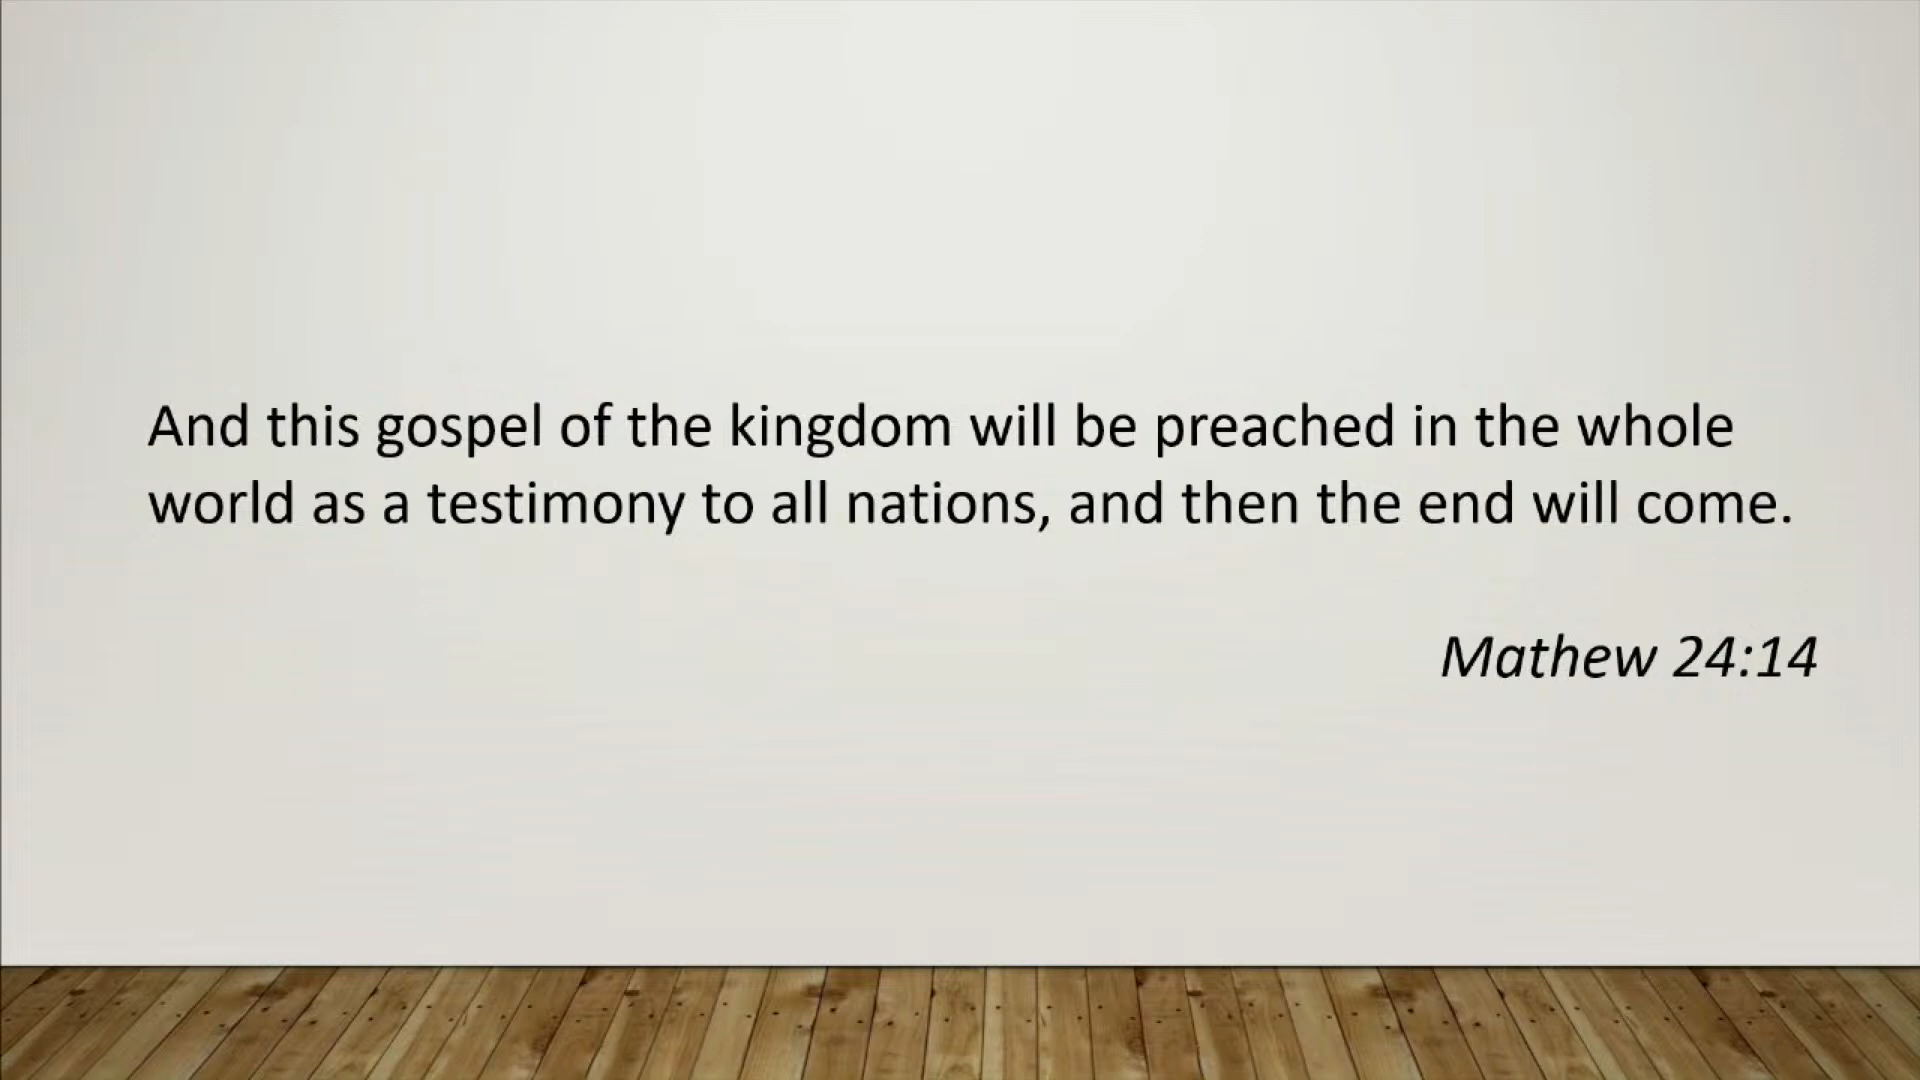 And this gospel of the kingdom will be preached in the whole
world as a testimony to all nations, and then the end will come.
Mathew 24:14